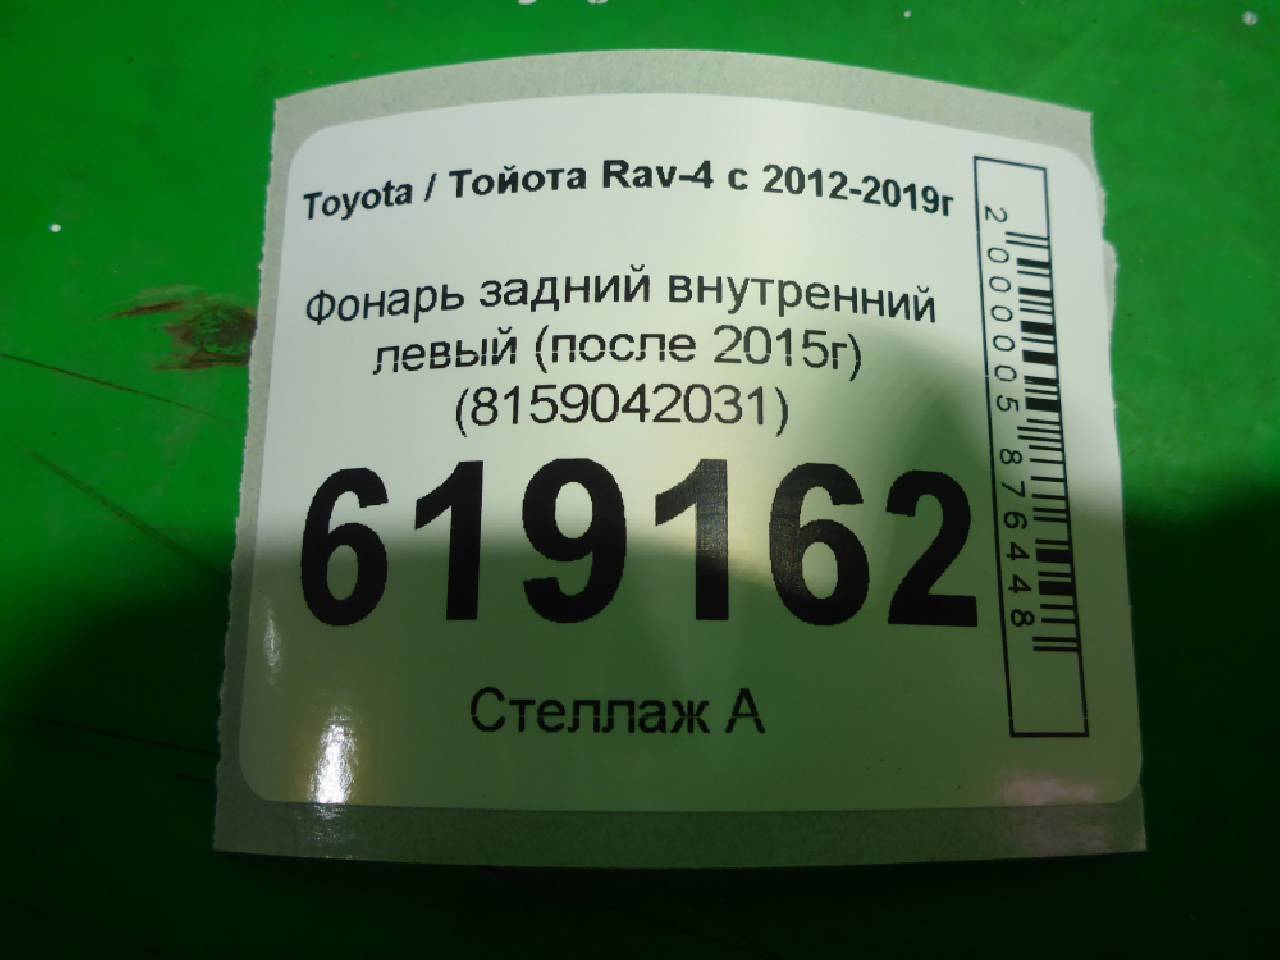 Toyota / Тойота Rav-4 с 2012-2019г
Фонарь задний внутренний
левый (после 2015г)
(8159042031)
619162
Стеллаж А
2000005876448